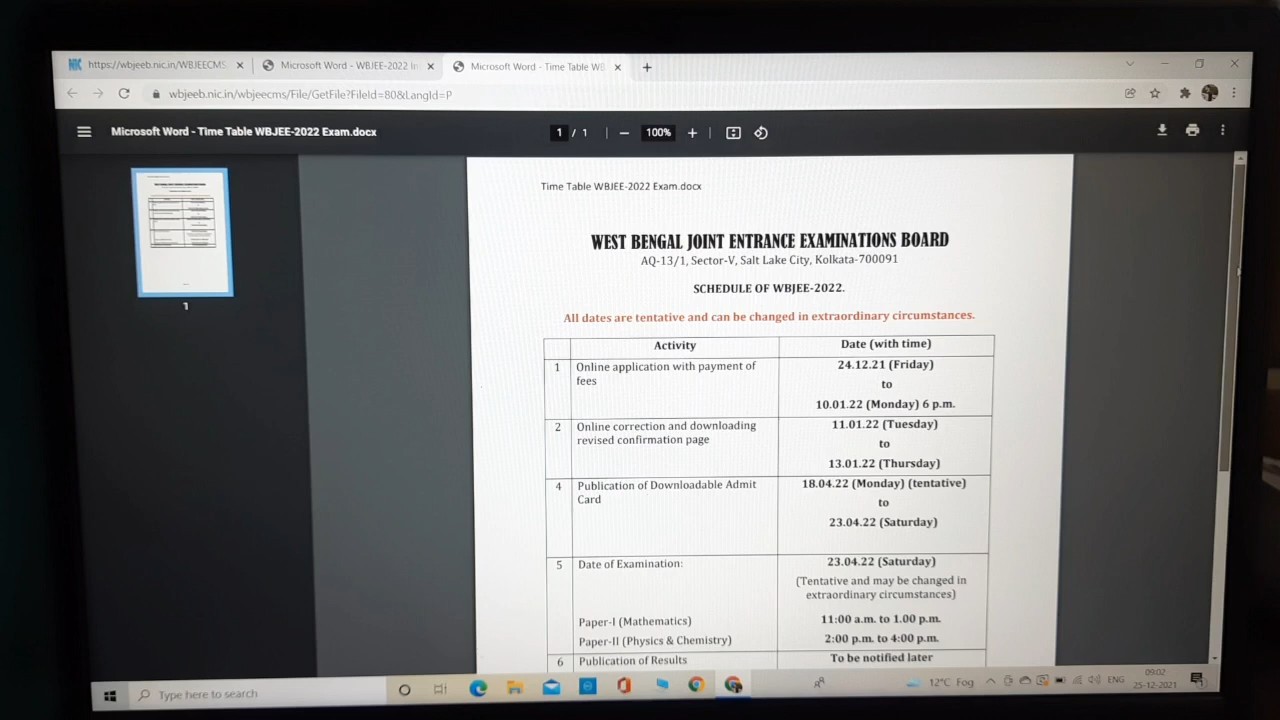 https://wbjeeb.nic.in/WBJEECMS
Microsoft Word - WBJEE-2022 In
Microsoft Word - Time Table WB
wbjeeb.nic.in/wbjeecms/File/GetFile?FileId=80&LangId=P
Microsoft Word - Time Table WBJEE-2022 Exam.docx
1 / 1
100%
Time Table WBJEE-2022 Exam.docx
WEST BENGAL JOINT ENTRANCE EXAMINATIONS BOARD
AQ-13/1, Sector-V, Salt Lake City, Kolkata-700091
SCHEDULE OF WBJEE-2022.
All dates are tentative and can be changed in extraordinary circumstances.
Activity Date (with time)
1 Online application with payment of fees 24.12.21 (Friday)
to
10.01.22 (Monday) 6 p.m.
2 Online correction and downloading revised confirmation page 11.01.22 (Tuesday)
to
13.01.22 (Thursday)
4 Publication of Downloadable Admit Card 18.04.22 (Monday) (tentative)
to
23.04.22 (Saturday)
5 Date of Examination: 23.04.22 (Saturday)
(Tentative and may be changed in
extraordinary circumstances)
Paper-I (Mathematics) 11:00 a.m. to 1.00 p.m.
Paper-II (Physics & Chemistry) 2:00 p.m. to 4:00 p.m.
6 Publication of Results To be notified later
1
Type here to search
12°C Fog
ENG
09:02
25-12-2021